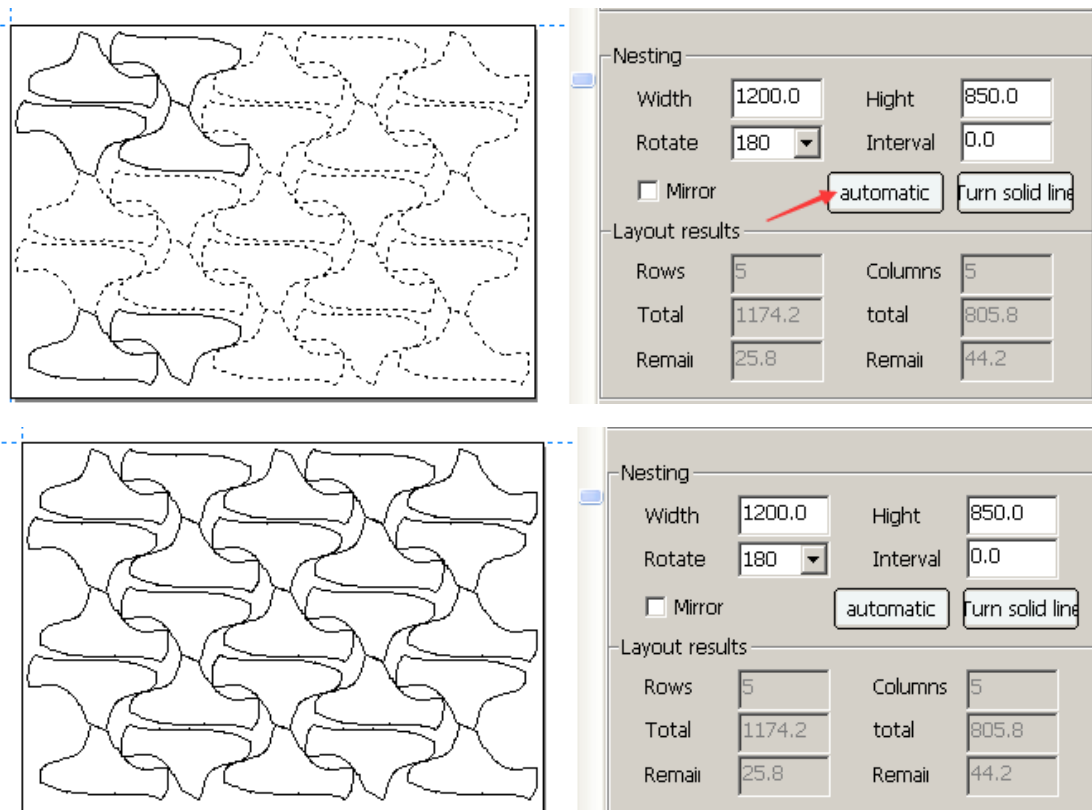 Nesting
Width 1200.0 Hight 850.0
Rotate 180 Interval 0.0
Mirror automatic Turn solid line
Layout results
Rows 5 Columns 5
Total 1174.2 total 805.8
Remaii 25.8 Remaii 44.2
Nesting
Width 1200.0 Hight 850.0
Rotate 180 Interval 0.0
Mirror automatic Turn solid line
Layout results
Rows 5 Columns 5
Total 1174.2 total 805.8
Remaii 25.8 Remaii 44.2